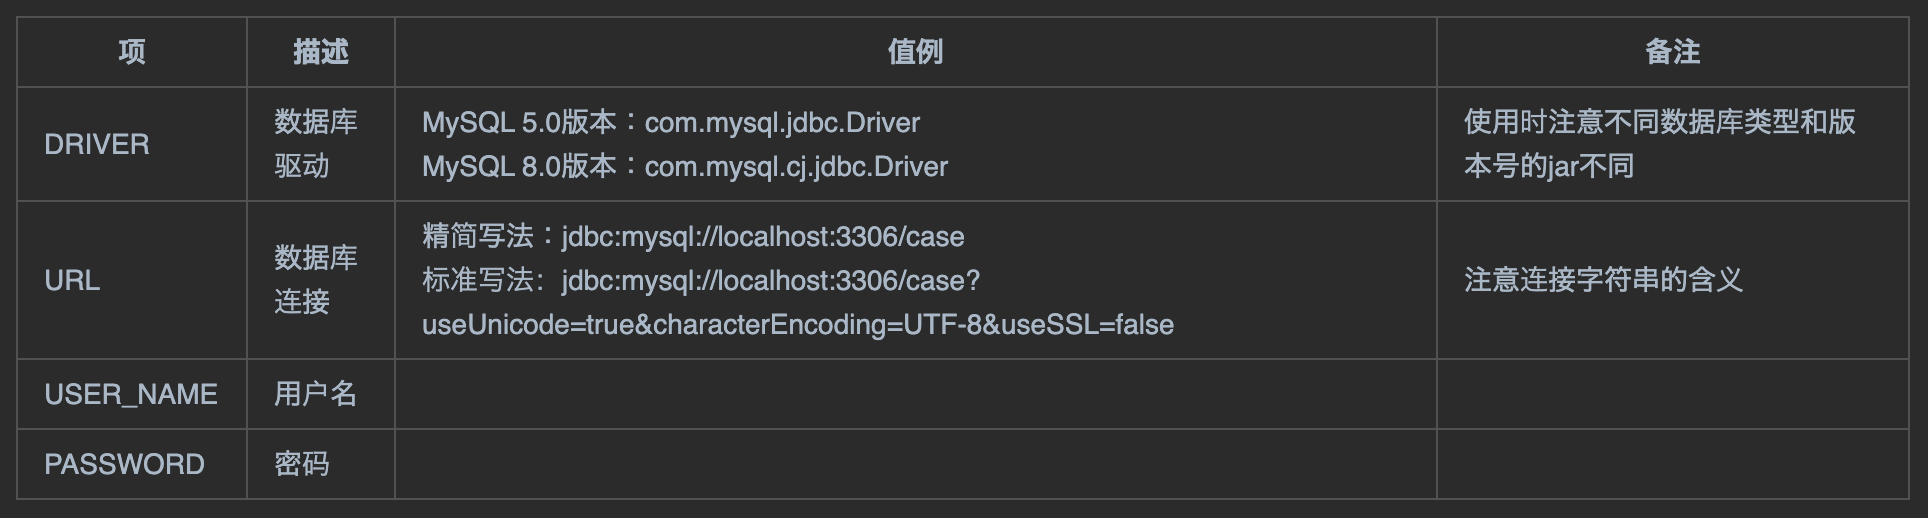 项 描述 值例 备注
DRIVER
数据库
驱动
MySQL 5.0版本：com.mysql.jdbc.Driver
MySQL 8.0版本：com.mysql.cj.jdbc.Driver
使用时注意不同数据库类型和版
本号的jar不同
URL
数据库
连接
精简写法：jdbc:mysql://localhost:3306/case
标准写法：jdbc:mysql://localhost:3306/case?
useUnicode=true&characterEncoding=UTF-8&useSSL=false
注意连接字符串的含义
USER_NAME 用户名
PASSWORD 密码